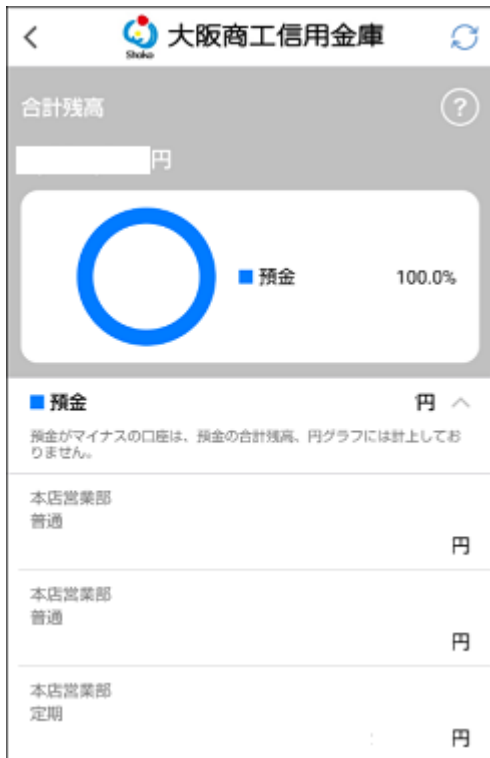 大阪商工信用金庫
Shoko
合計残高
?
円
預金 100.0%
預金 円
預金がマイナスの口座は、預金の合計残高、円グラフには計上してお
りません。
本店営業部
普通
円
本店営業部
普通
円
本店営業部
定期
円